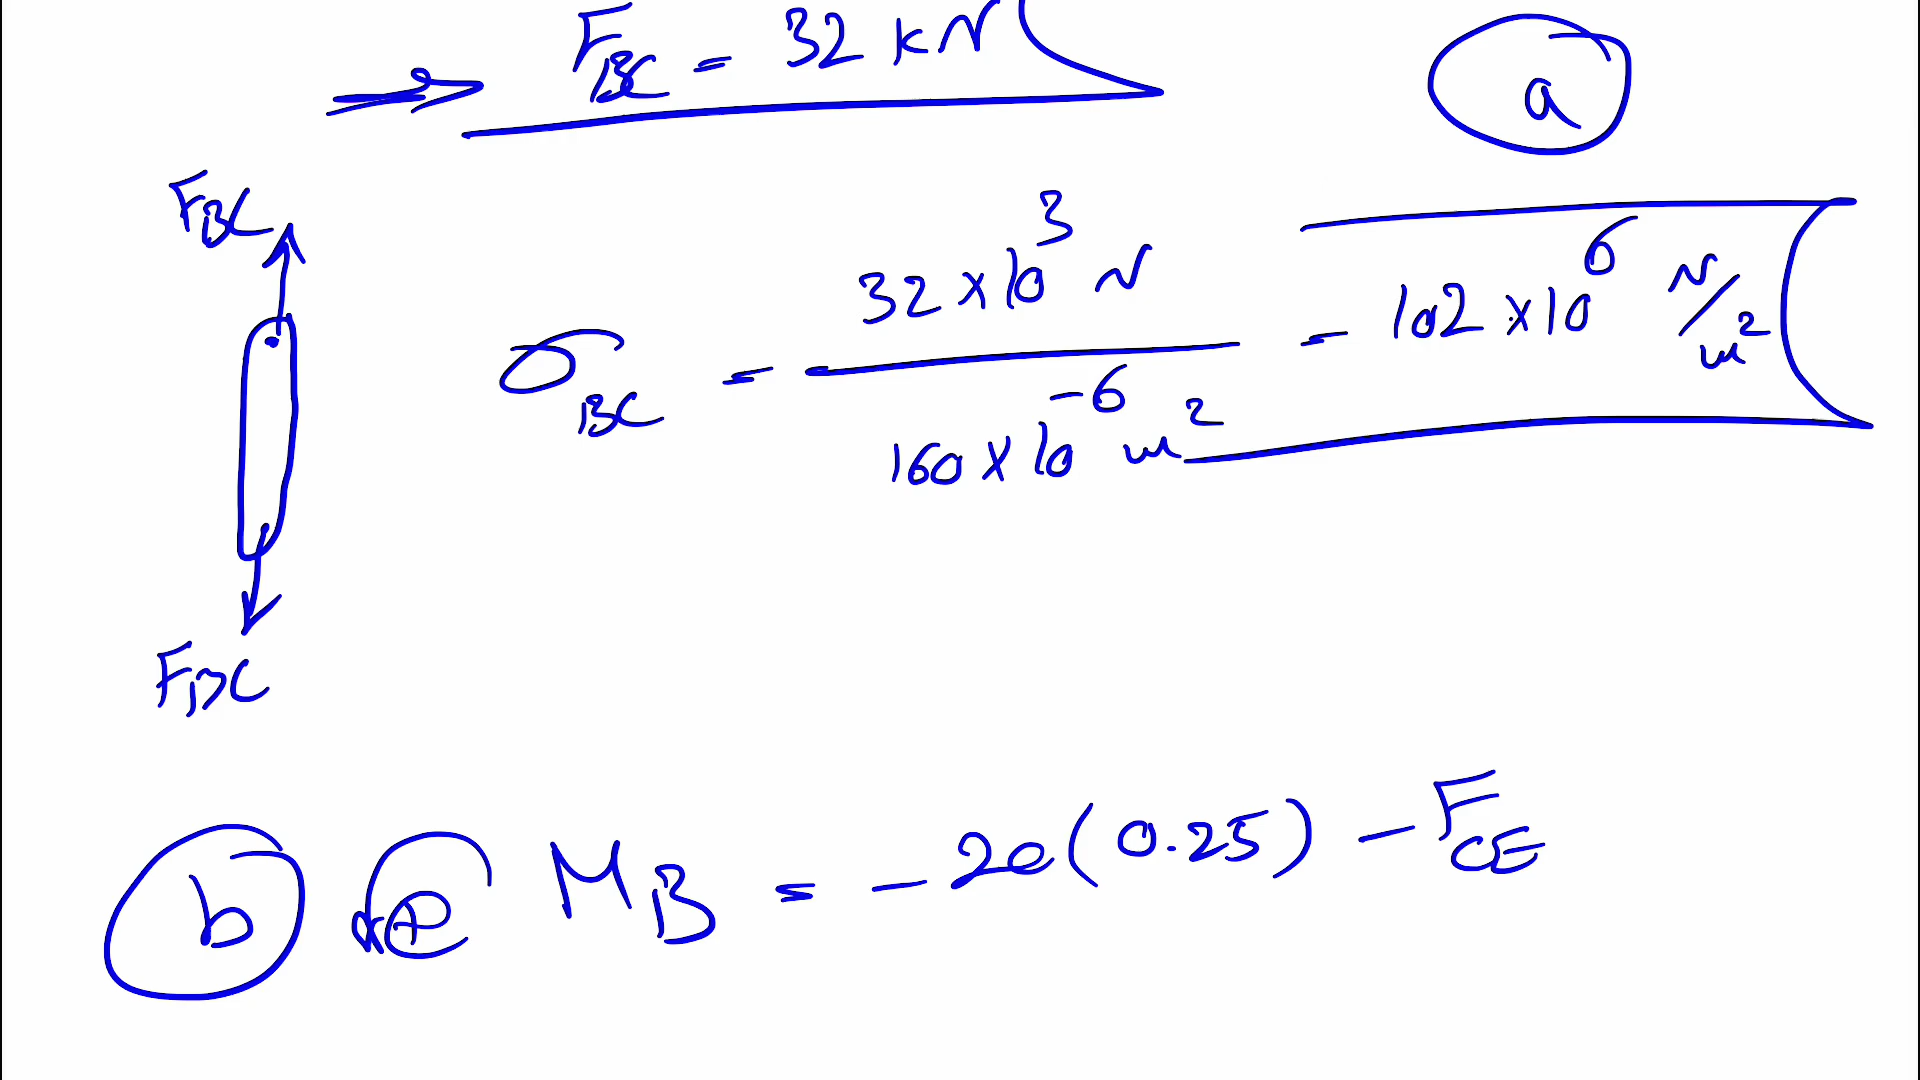 ⇒ F_BC = 32 kN
a
F_BC
σ_BC = 32 × 10^3 N / 160 × 10^-6 m^2 = 102 × 10^6 N/m^2
F_BC
b + M_B = - 20 ( 0.25 ) - F_CE